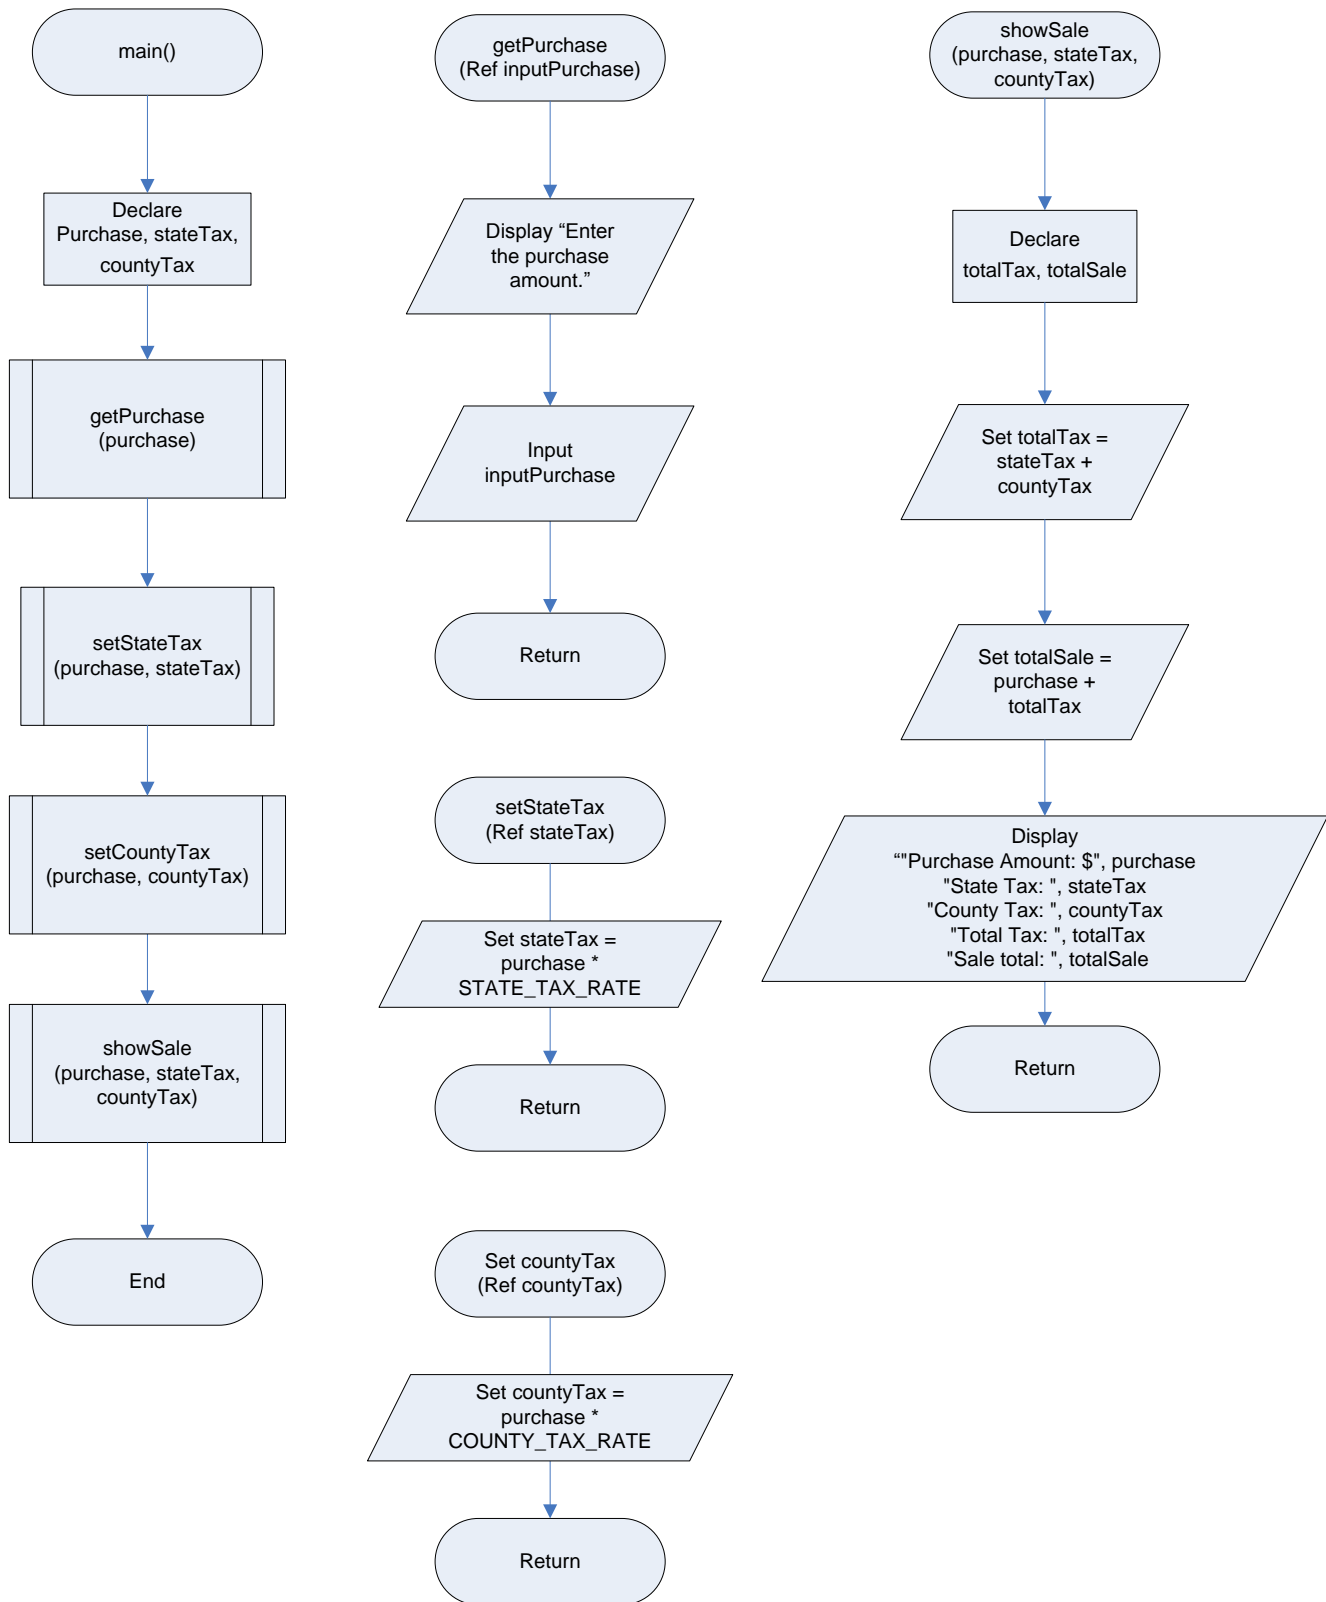 main()
Declare
Purchase, stateTax,
countyTax
getPurchase
(purchase)
setStateTax
(purchase, stateTax)
setCountyTax
(purchase, countyTax)
showSale
(purchase, stateTax,
countyTax)
End
getPurchase
(Ref inputPurchase)
Display “Enter
the purchase
amount.”
Input
inputPurchase
Return
setStateTax
(Ref stateTax)
Set stateTax =
purchase *
STATE_TAX_RATE
Return
Set countyTax
(Ref countyTax)
Set countyTax =
purchase *
COUNTY_TAX_RATE
Return
showSale
(purchase, stateTax,
countyTax)
Declare
totalTax, totalSale
Set totalTax =
stateTax +
countyTax
Set totalSale =
purchase +
totalTax
Display
“"Purchase Amount: $", purchase
"State Tax: ", stateTax
"County Tax: ", countyTax
"Total Tax: ", totalTax
"Sale total: ", totalSale
Return